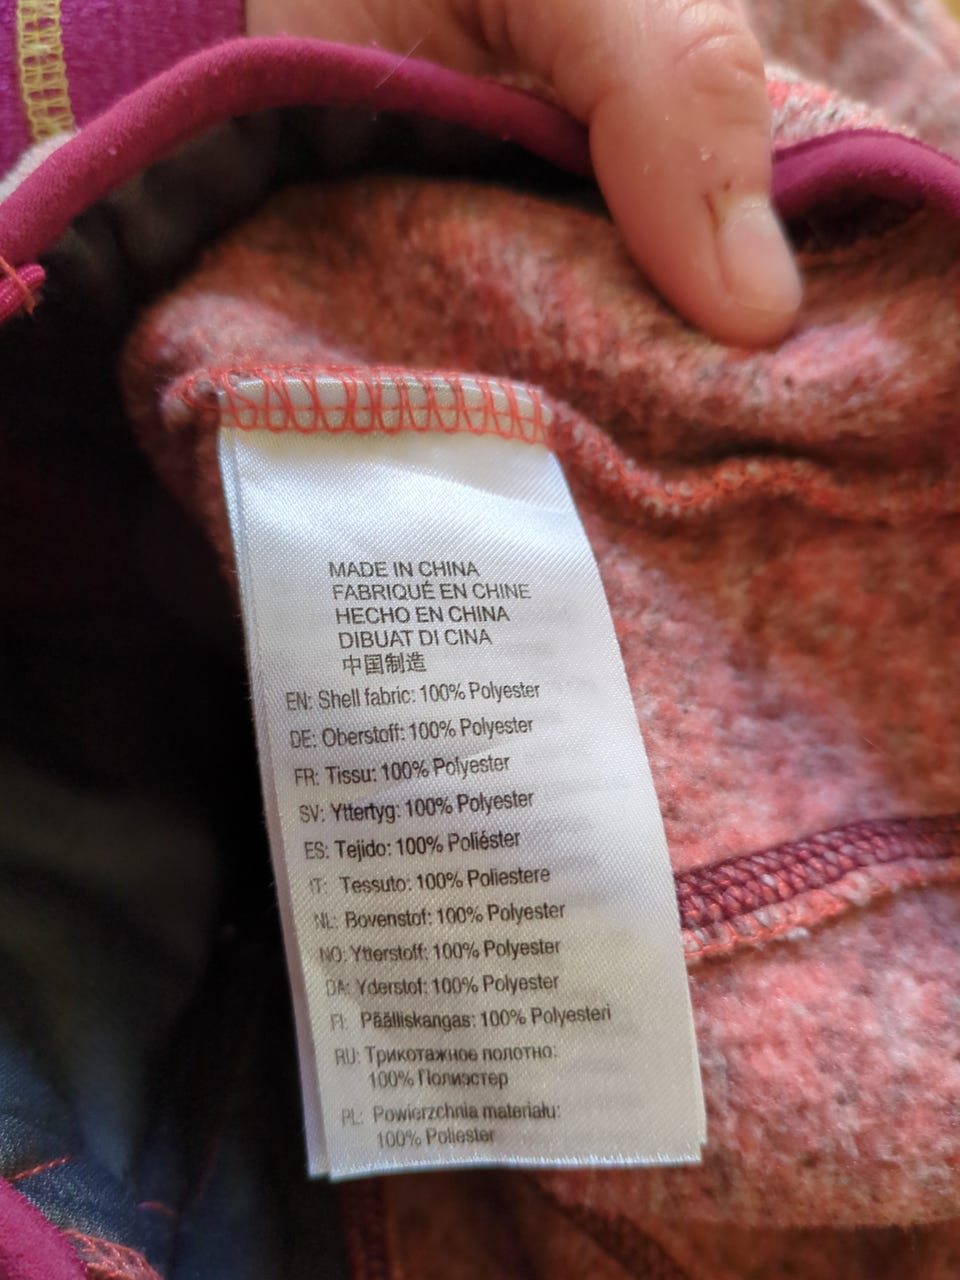 MADE IN CHINA
FABRIQUÉ EN CHINE
HECHO EN CHINA
DIBUAT DI CINA
中国制造
EN: Shell fabric: 100% Polyester
DE: Oberstoff: 100% Polyester
FR: Tissu: 100% Polyester
SV: Yttertyg: 100% Polyester
ES: Tejido: 100% Poliéster
IT: Tessuto: 100% Poliestere
NL: Bovenstof: 100% Polyester
NO: Ytterstoff: 100% Polyester
DA: Yderstof: 100% Polyester
FI: Päälliskangas: 100% Polyesteri
RU: Трикотажное полотно:
100% Полиэстер
PL: Powierzchnia materiału:
100% Poliester